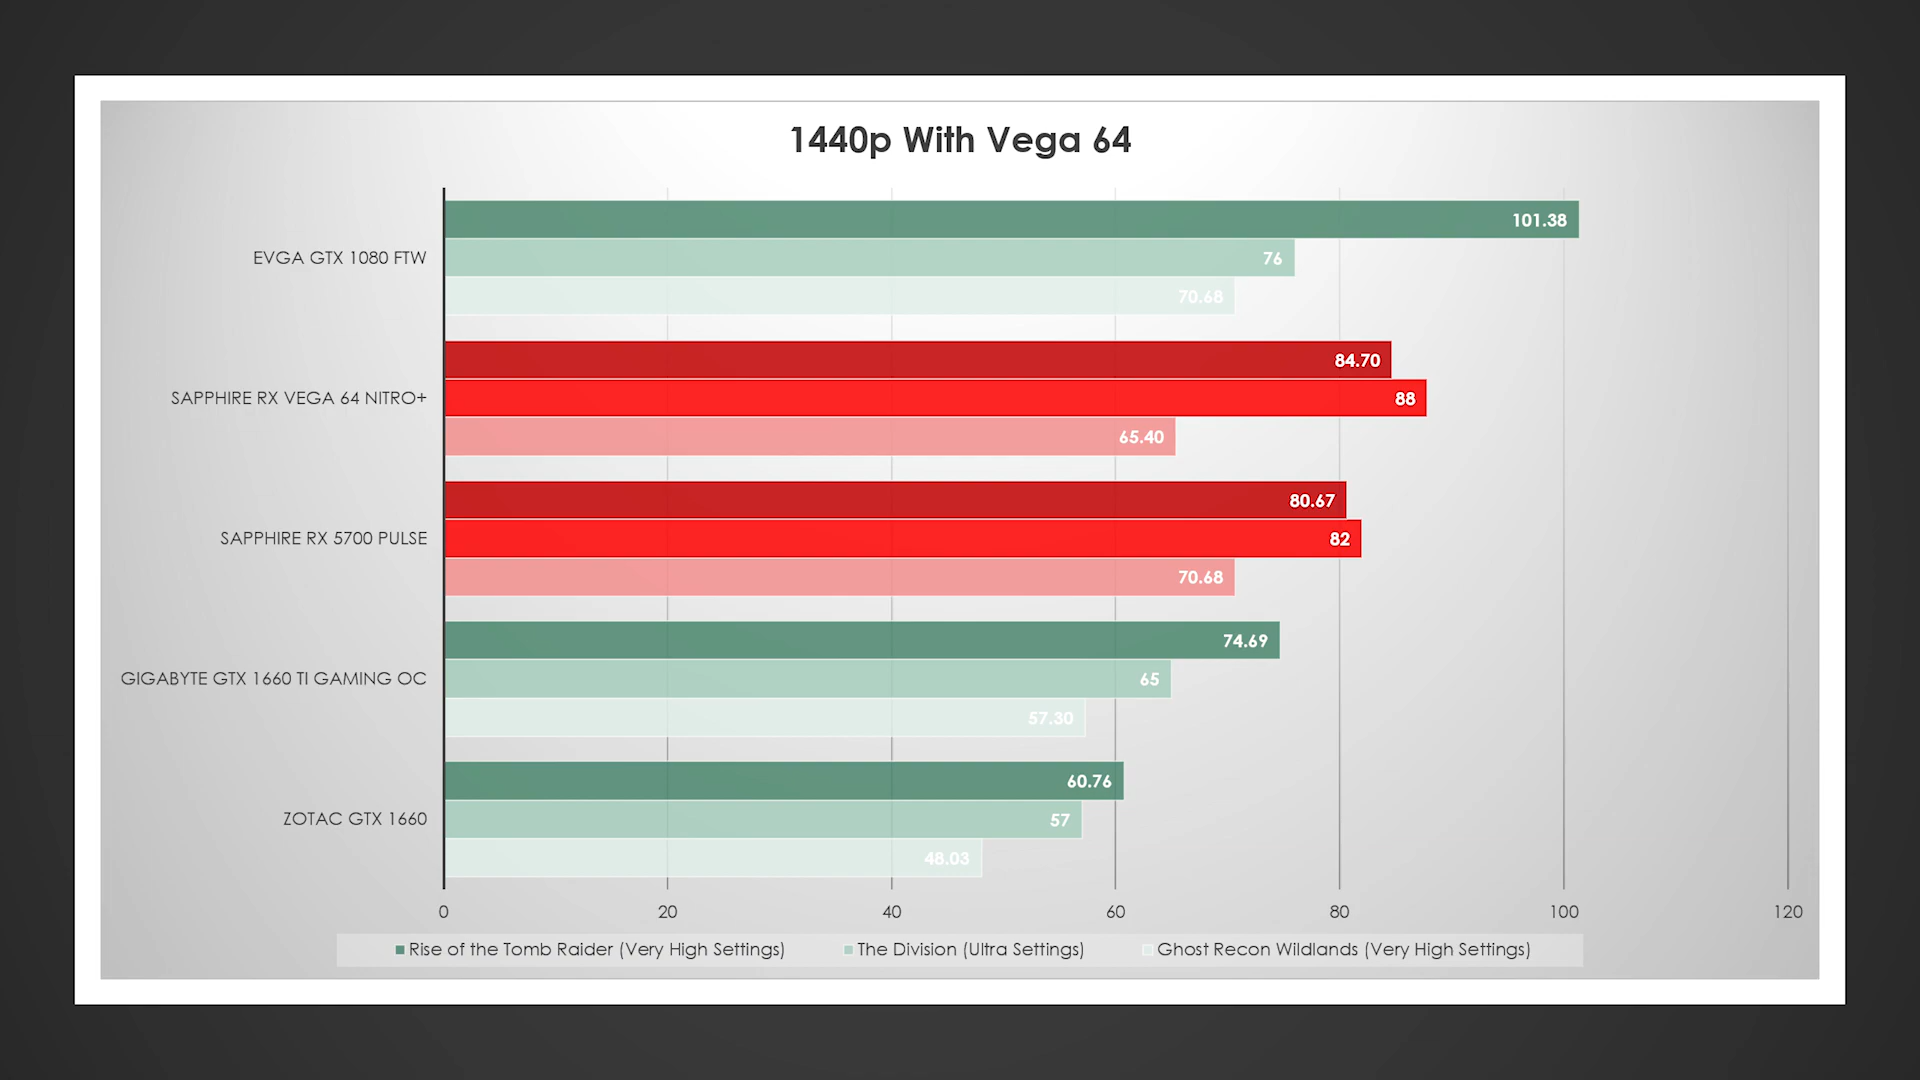 1440p With Vega 64
EVGA GTX 1080 FTW
101.38
76
70.68
SAPPHIRE RX VEGA 64 NITRO+
84.70
88
65.40
SAPPHIRE RX 5700 PULSE
80.67
82
70.68
GIGABYTE GTX 1660 TI GAMING OC
74.69
65
57.30
ZOTAC GTX 1660
60.76
57
48.03
0 20 40 60 80 100 120
Rise of the Tomb Raider (Very High Settings) The Division (Ultra Settings) Ghost Recon Wildlands (Very High Settings)